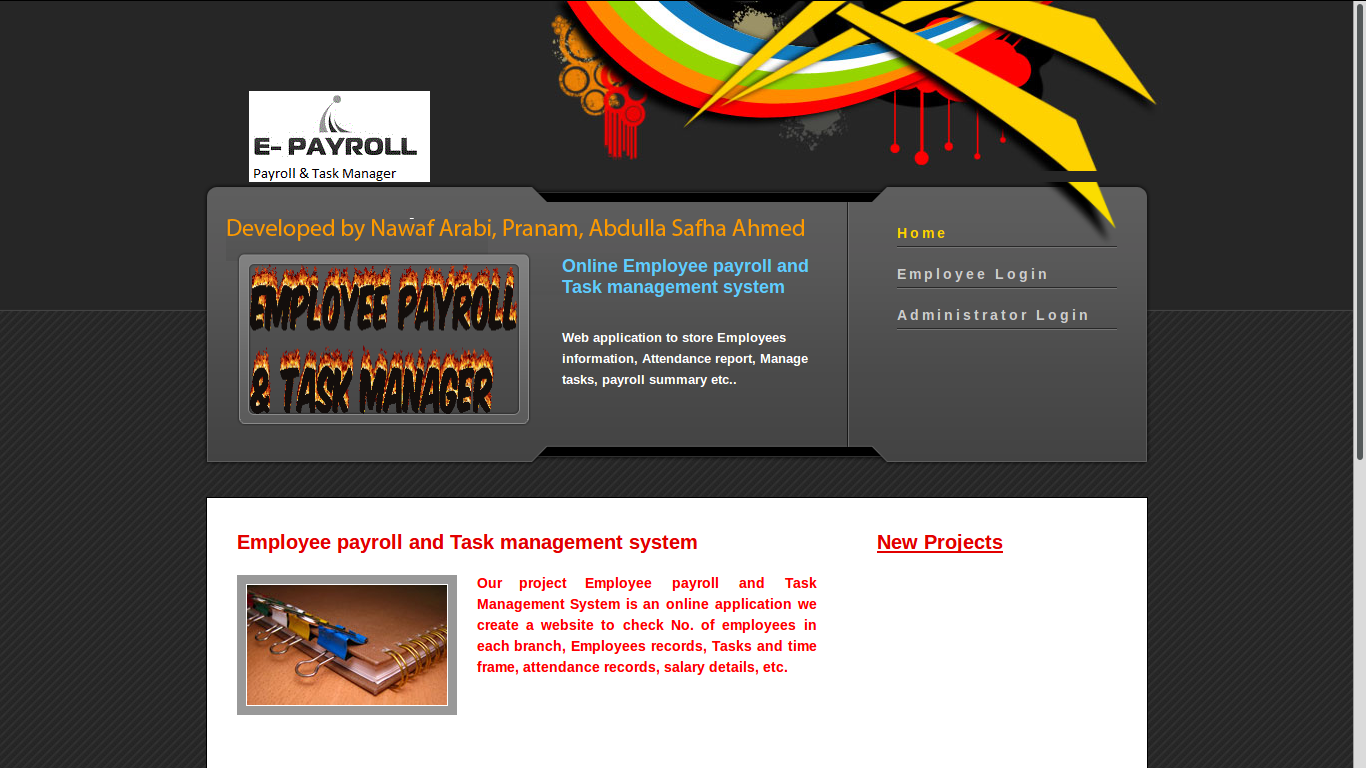 E- PAYROLL
Payroll & Task Manager
Developed by Nawaf Arabi, Pranam, Abdulla Safha Ahmed
EMPLOYEE PAYROLL
& TASK MANAGER
Online Employee payroll and
Task management system
Web application to store Employees
information, Attendance report, Manage
tasks, payroll summary etc..
Home
Employee Login
Administrator Login
Employee payroll and Task management system
Our project Employee payroll and Task
Management System is an online application we
create a website to check No. of employees in
each branch, Employees records, Tasks and time
frame, attendance records, salary details, etc.
New Projects